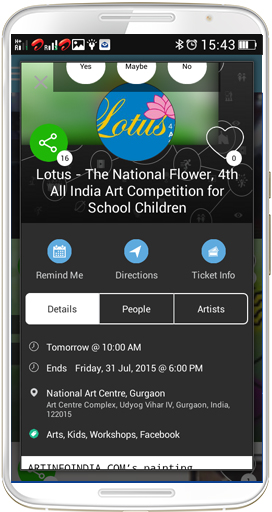 15:43
Yes Maybe No
Lotus
16
0
Lotus - The National Flower, 4th
All India Art Competition for
School Children
Remind Me Directions Ticket Info
Details People Artists
Tomorrow @ 10:00 AM
Ends Friday, 31 Jul, 2015 @ 6:00 PM
National Art Centre, Gurgaon
Art Centre Complex, Udyog Vihar IV, Gurgaon, India,
122015
Arts, Kids, Workshops, Facebook
ARTINFOINDIA.COM's painting